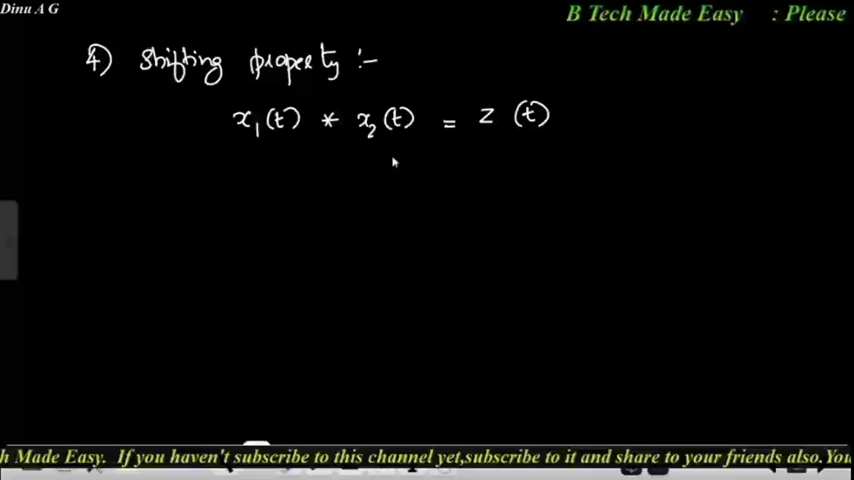 Dinu A G
B Tech Made Easy : Please
4) Shifting property :-
x₁(t) * x₂(t) = z (t)
h Made Easy. If you haven't subscribe to this channel yet,subscribe to it and share to your friends also.You